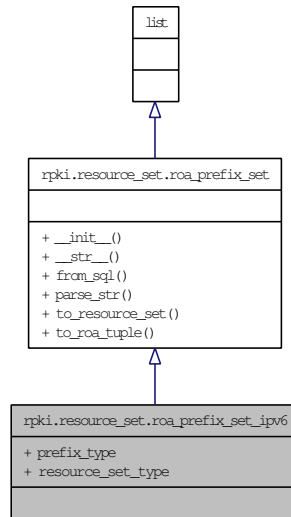 list
rpki.resource_set.roa_prefix_set
+ __init__()
+ __str__()
+ from_sql()
+ parse_str()
+ to_resource_set()
+ to_roa_tuple()
rpki.resource_set.roa_prefix_set_ipv6
+ prefix_type
+ resource_set_type